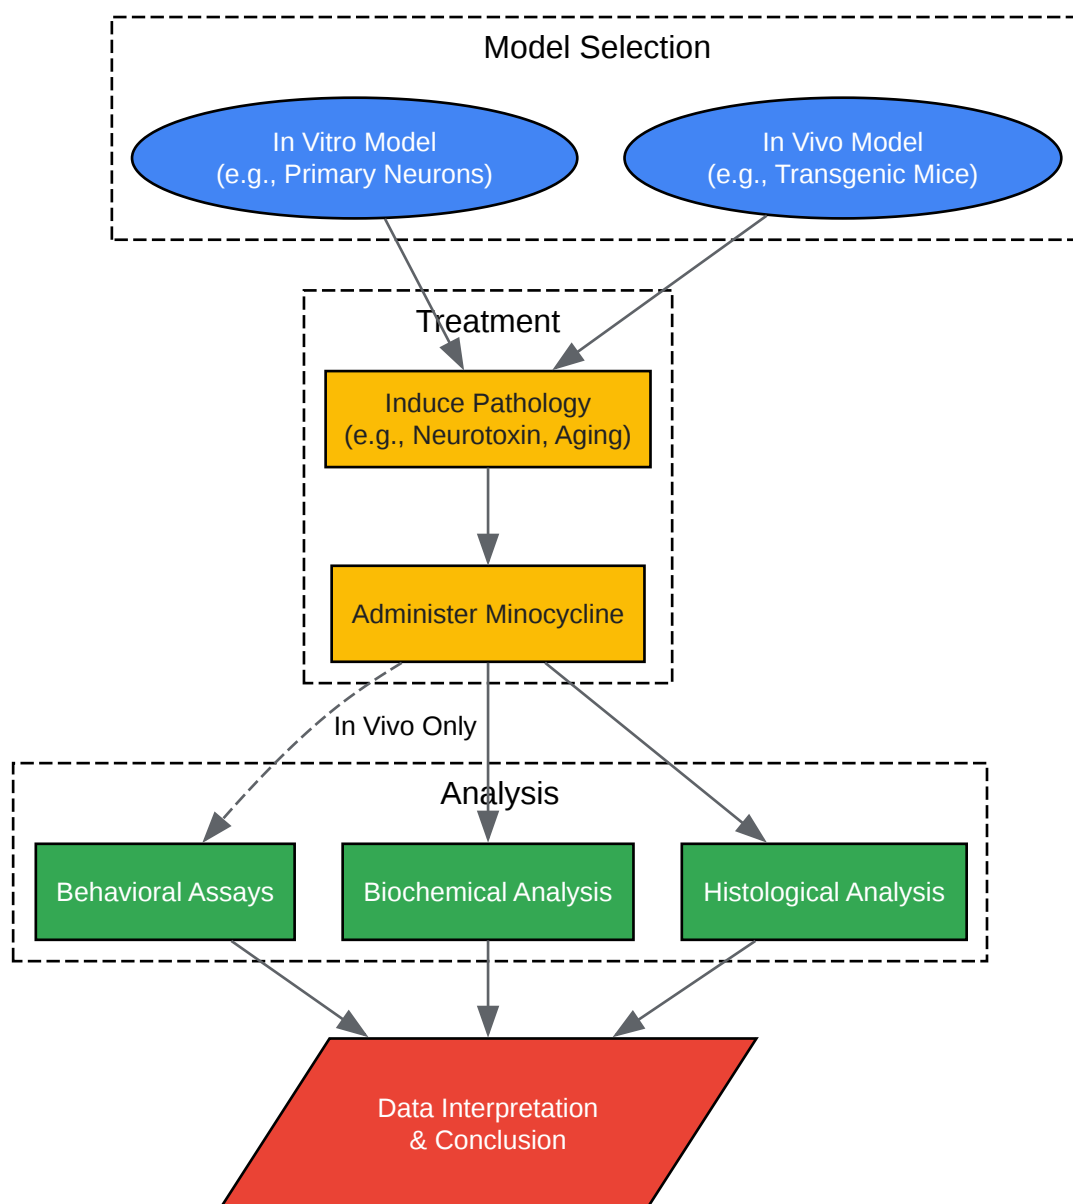 Model Selection
In Vitro Model
(e.g., Primary Neurons)
In Vivo Model
(e.g., Transgenic Mice)
Treatment
Induce Pathology
(e.g., Neurotoxin, Aging)
Administer Minocycline
In Vivo Only
Analysis
Behavioral Assays
Biochemical Analysis
Histological Analysis
Data Interpretation
& Conclusion